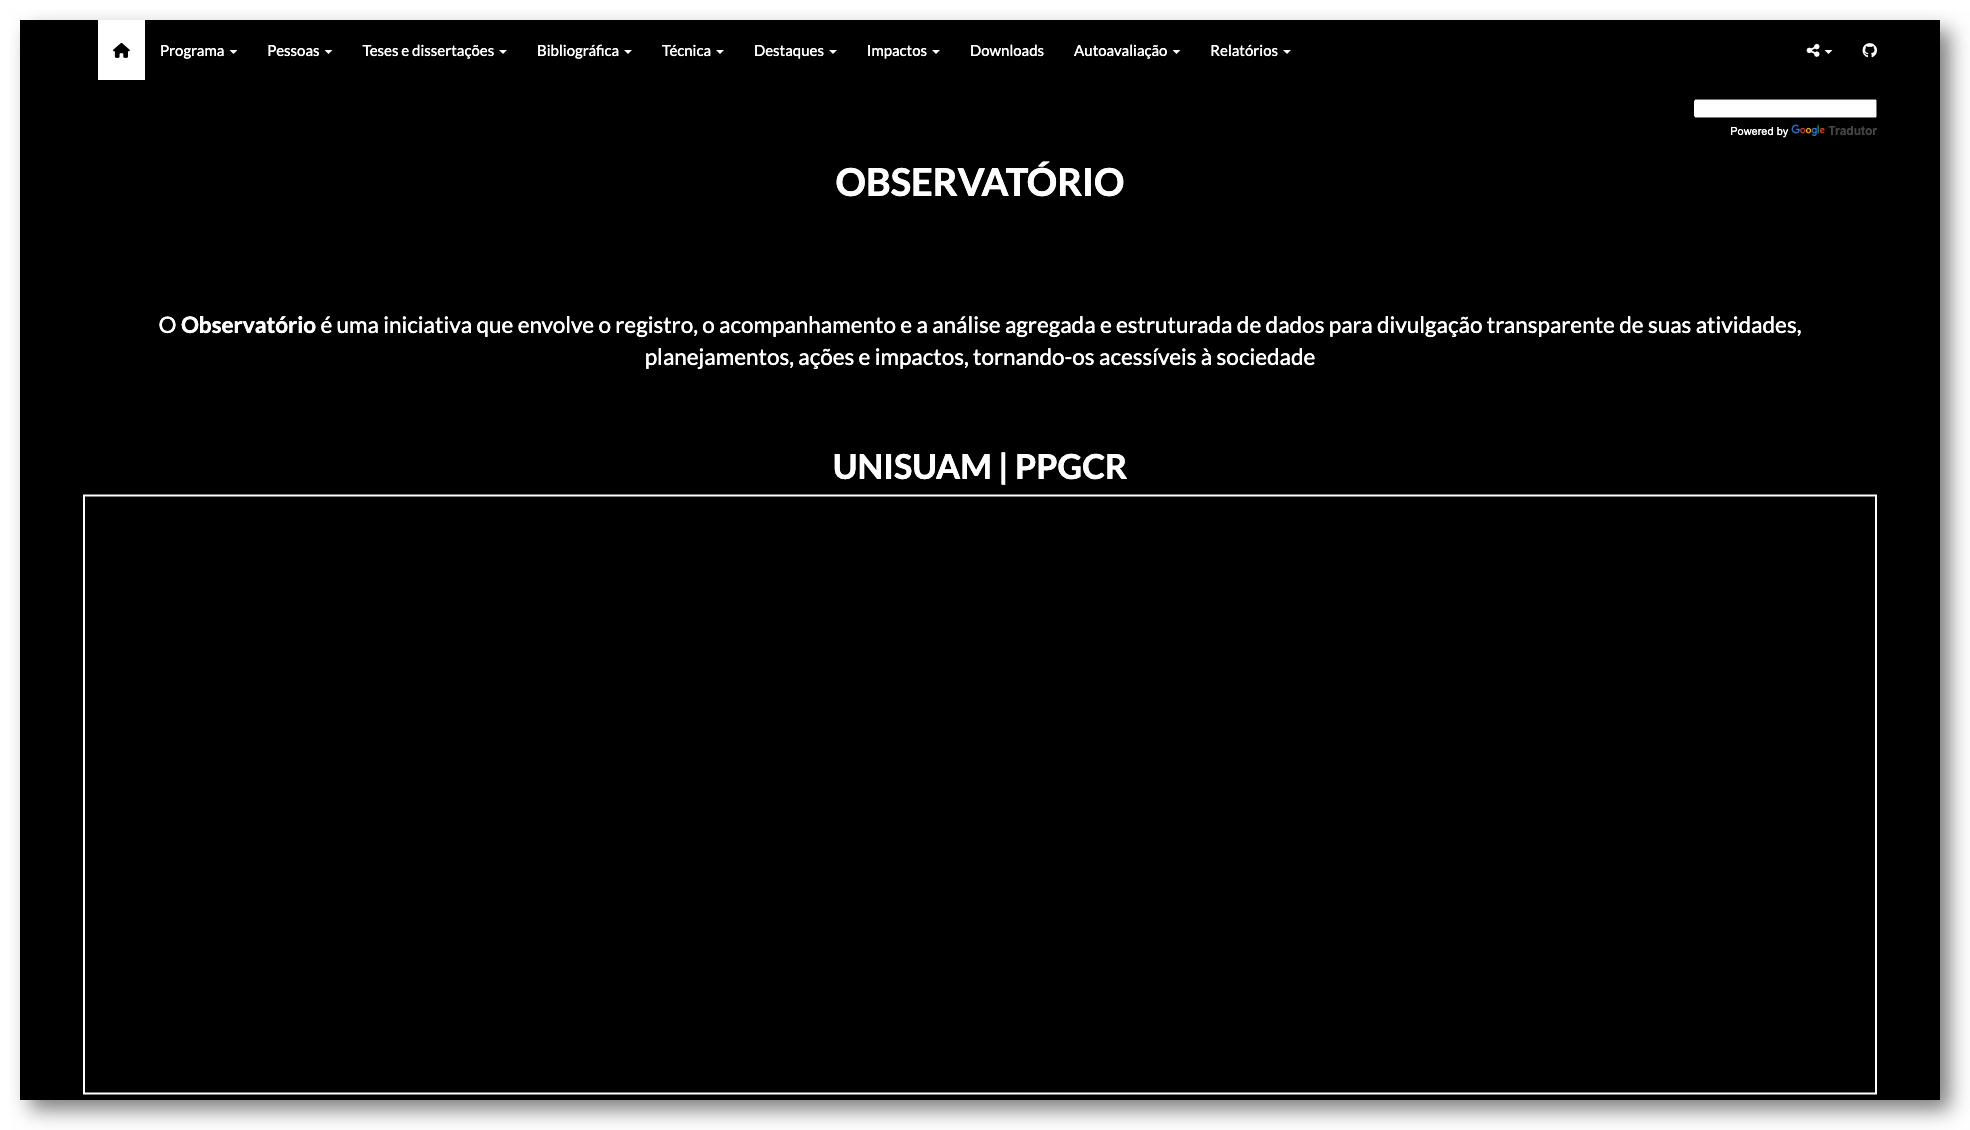 Programa Pessoas Teses e dissertações Bibliográfica Técnica Destaques Impactos Downloads Autoavaliação Relatórios
Powered by Google Tradutor
OBSERVATÓRIO
O Observatório é uma iniciativa que envolve o registro, o acompanhamento e a análise agregada e estruturada de dados para divulgação transparente de suas atividades,
planejamentos, ações e impactos, tornando-os acessíveis à sociedade
UNISUAM | PPGCR